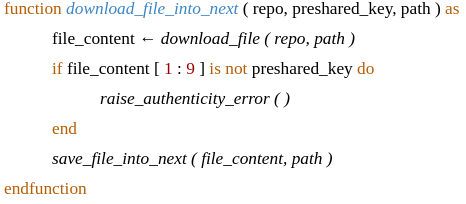 function download_file_into_next ( repo, preshared_key, path ) as
file_content ← download_file ( repo, path )
if file_content [ 1 : 9 ] is not preshared_key do
raise_authenticity_error ( )
end
save_file_into_next ( file_content, path )
endfunction